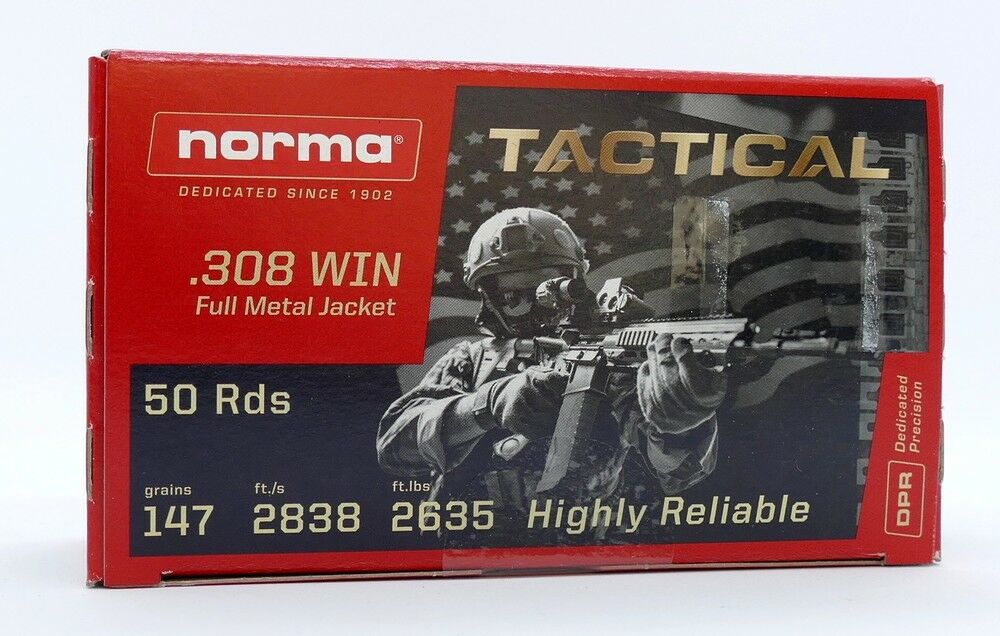 norma®
DEDICATED SINCE 1902
TACTICAL
.308 WIN
Full Metal Jacket
50 Rds
grains ft./s ft.lbs
147 2838 2635
Highly Reliable
DPR
Dedicated
Precision